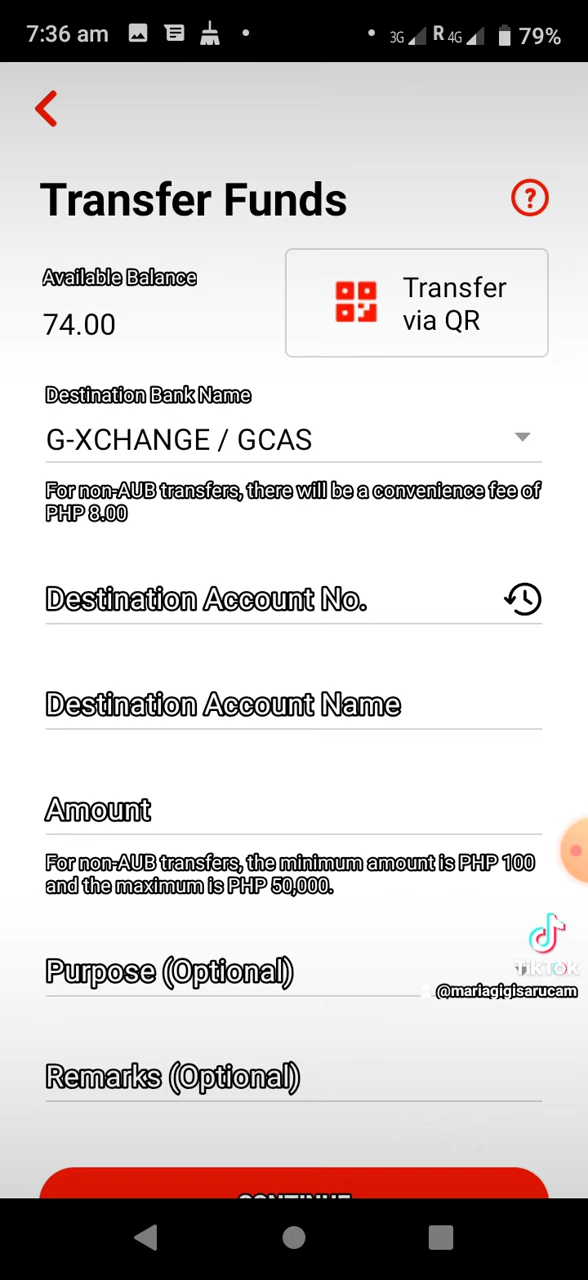 7:36 am
3G R 4G 79%
Transfer Funds
?
Available Balance
74.00
Transfer
via QR
Destination Bank Name
G-XCHANGE / GCAS
For non-AUB transfers, there will be a convenience fee of
PHP 8.00
Destination Account No.
Destination Account Name
Amount
For non-AUB transfers, the minimum amount is PHP 100
and the maximum is PHP 50,000.
TikTok
Purpose (Optional)
@mariagigisarucam
Remarks (Optional)
CONTINUE